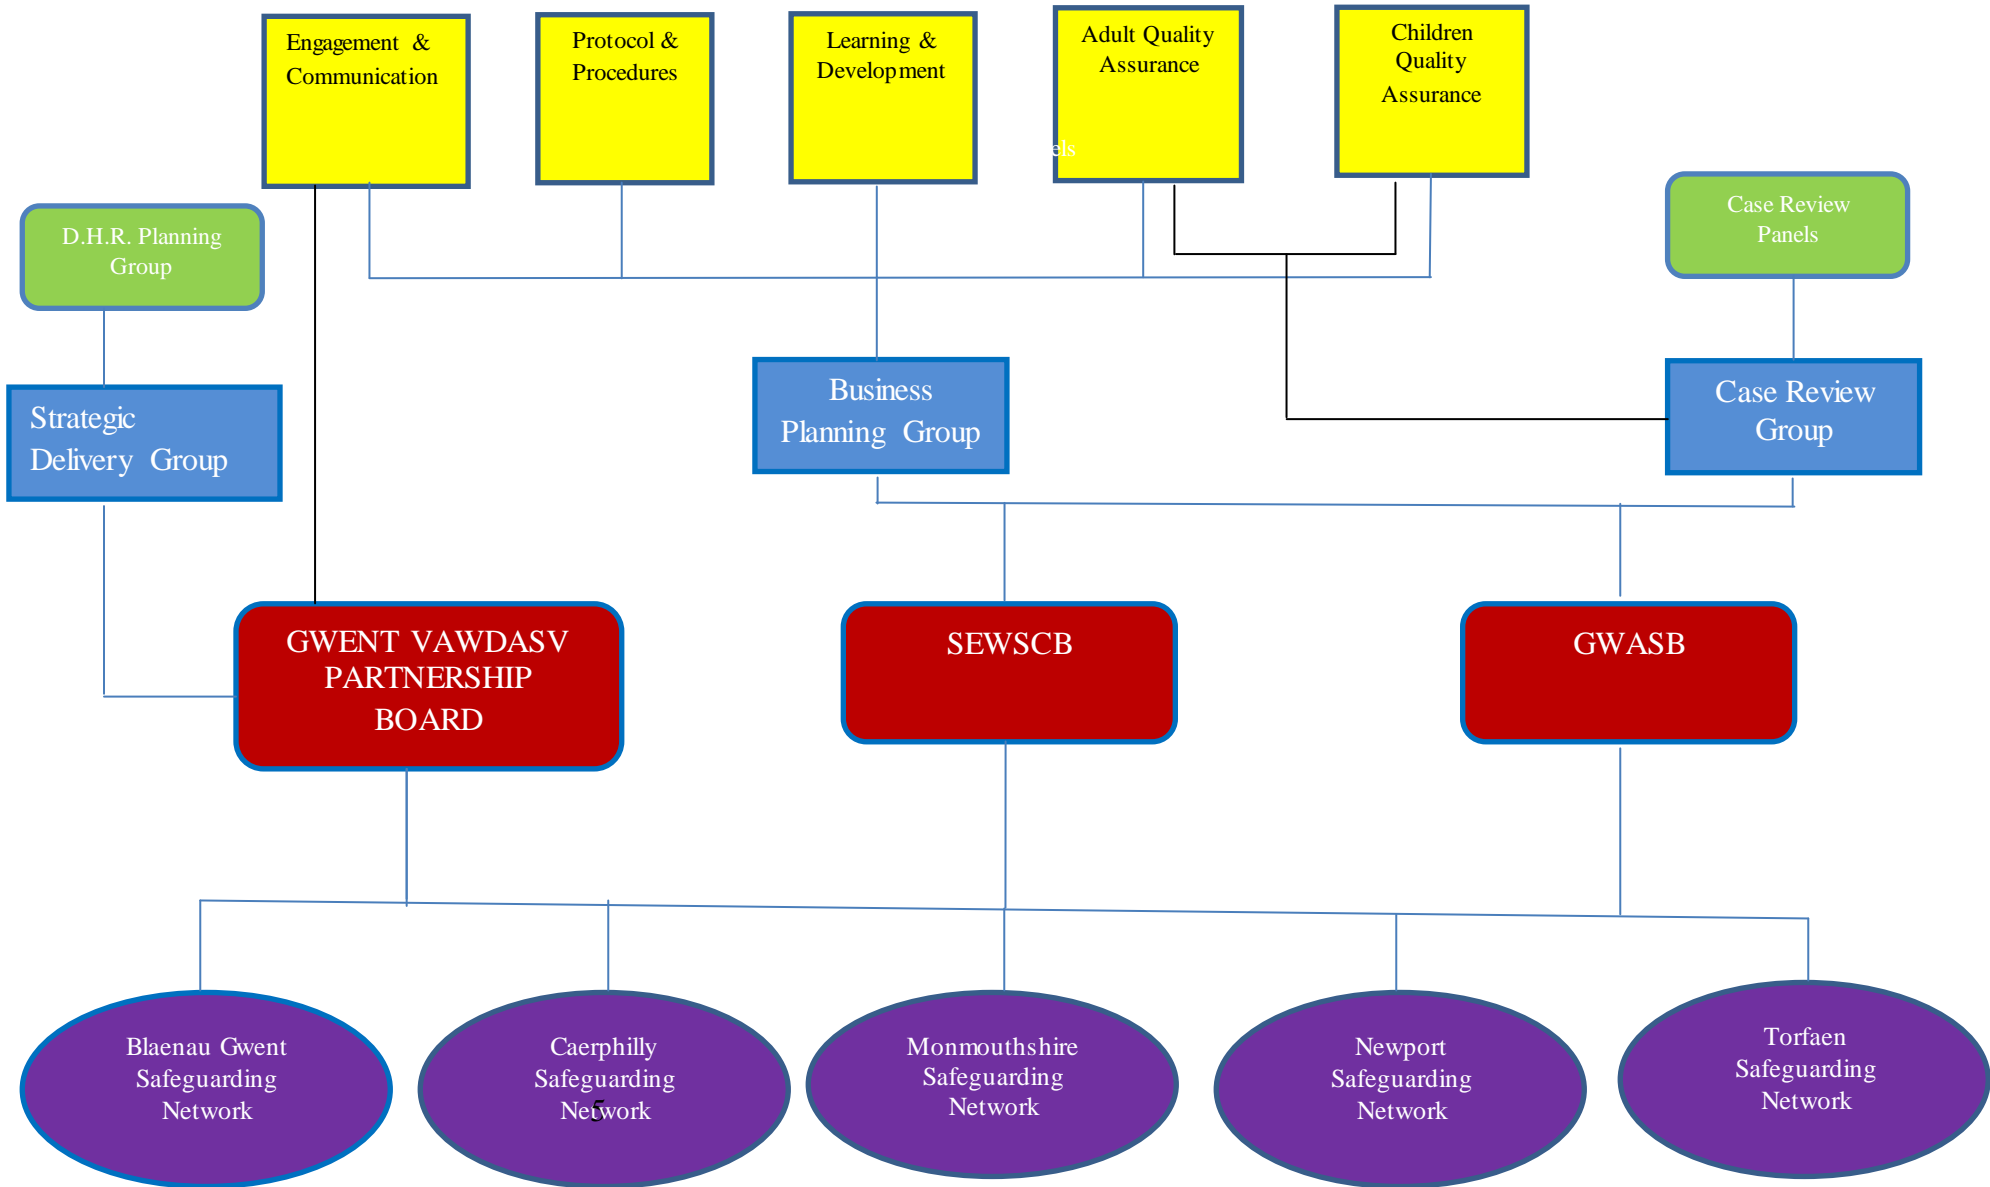 Engagement &
Communication
Protocol &
Procedures
Learning &
Development
Adult Quality
Assurance
Children
Quality
Assurance
els
D.H.R. Planning
Group
Case Review
Panels
Strategic
Delivery Group
Business
Planning Group
Case Review
Group
GWENT VAWDASV
PARTNERSHIP
BOARD
SEWSCB
GWASB
Blaenau Gwent
Safeguarding
Network
Caerphilly
Safeguarding
Network
5
Monmouthshire
Safeguarding
Network
Newport
Safeguarding
Network
Torfaen
Safeguarding
Network